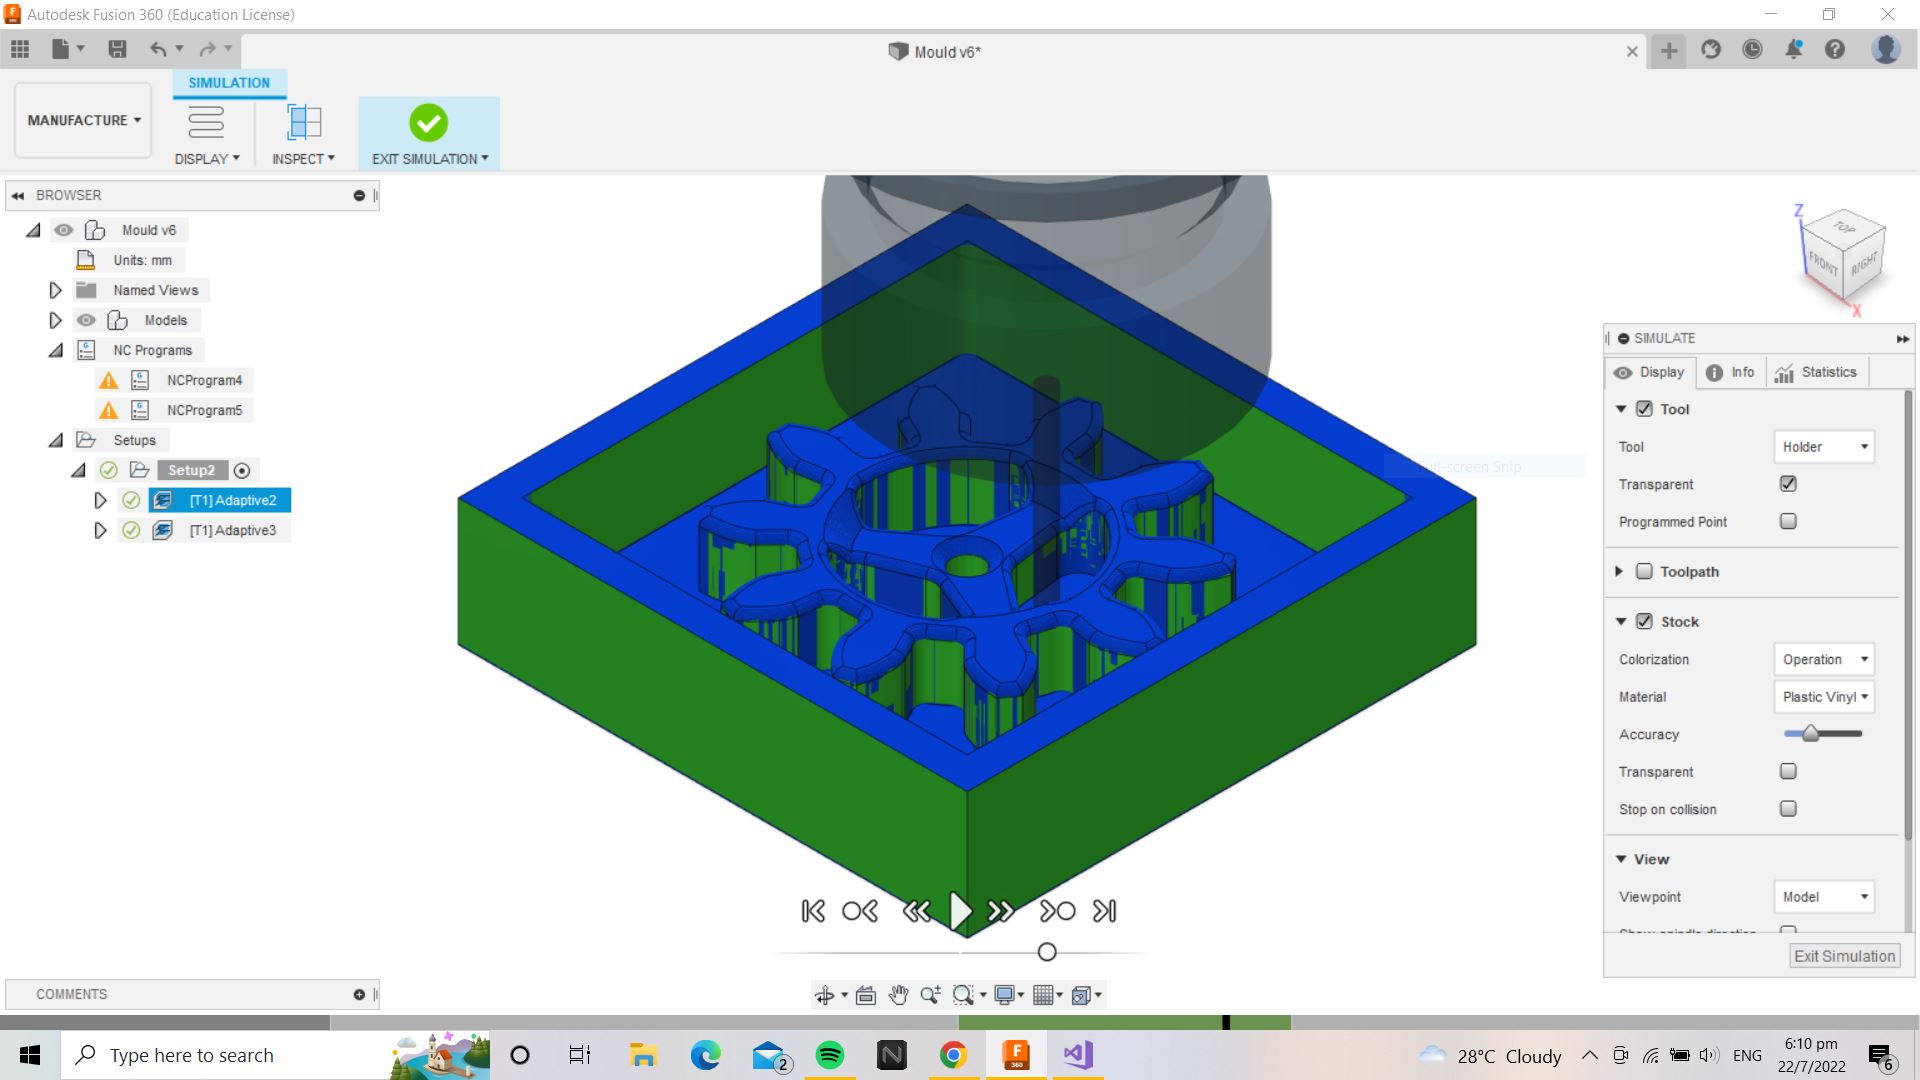 Autodesk Fusion 360 (Education License)
Mould v6*
SIMULATION
MANUFACTURE
DISPLAY
INSPECT
EXIT SIMULATION
BROWSER
Mould v6
Units: mm
Named Views
Models
NC Programs
NCProgram4
NCProgram5
Setups
Setup2
[T1] Adaptive2
[T1] Adaptive3
Z
TOP
FRONT
RIGHT
X
-screen Snip
SIMULATE
Display
Info
Statistics
Tool
Tool
Holder
Transparent
Programmed Point
Toolpath
Stock
Colorization
Operation
Material
Plastic Vinyl
Accuracy
Transparent
Stop on collision
View
Viewpoint
Model
Exit Simulation
COMMENTS
Type here to search
2
N
F
360
28°C Cloudy
ENG
6:10 pm
22/7/2022
6